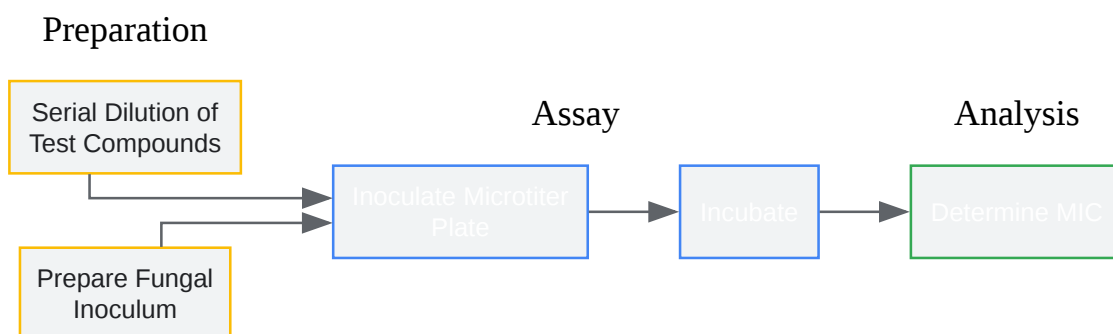 Preparation
Serial Dilution of
Test Compounds
Prepare Fungal
Inoculum
Assay
Inoculate Microtiter
Plate
Incubate
Analysis
Determine MIC